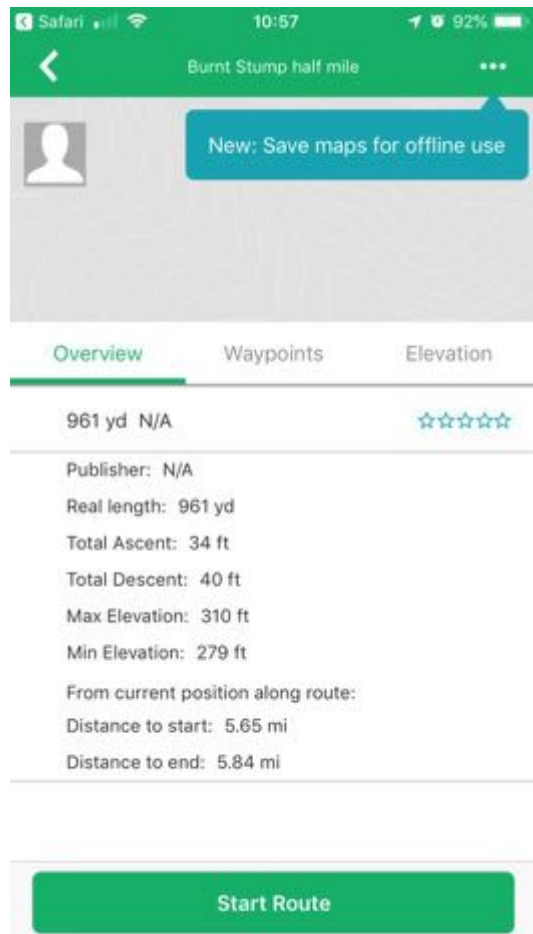 Safari 10:57 92%
Burnt Stump half mile
New: Save maps for offline use
Overview Waypoints Elevation
961 yd N/A
Publisher: N/A
Real length: 961 yd
Total Ascent: 34 ft
Total Descent: 40 ft
Max Elevation: 310 ft
Min Elevation: 279 ft
From current position along route:
Distance to start: 5.65 mi
Distance to end: 5.84 mi
Start Route